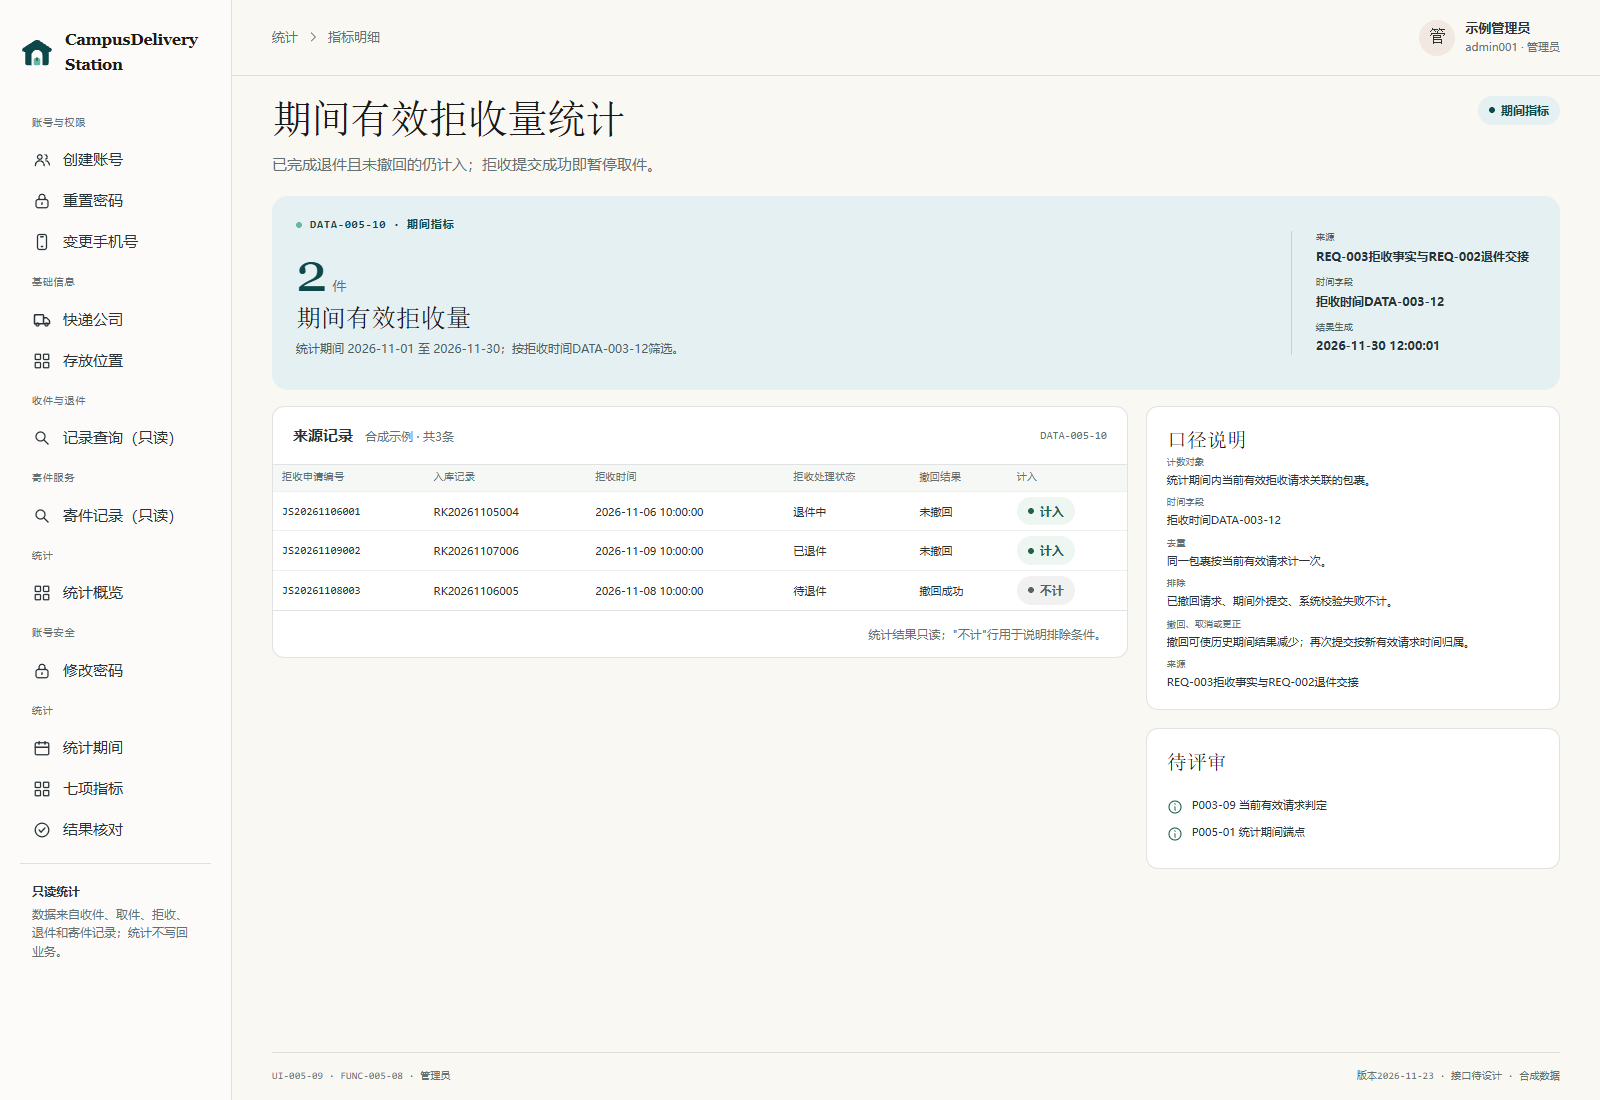 CampusDelivery
Station
账号与权限
创建账号
重置密码
变更手机号
基础信息
快递公司
存放位置
收件与退件
记录查询（只读）
寄件服务
寄件记录（只读）
统计
统计概览
账号安全
修改密码
统计
统计期间
七项指标
结果核对
只读统计
数据来自收件、取件、拒收、
退件和寄件记录；统计不写回
业务。
统计 > 指标明细
管 示例管理员
admin001 · 管理员
期间有效拒收量统计
期间指标
已完成退件且未撤回的仍计入；拒收提交成功即暂停取件。
DATA-005-10 · 期间指标
2 件
期间有效拒收量
统计期间 2026-11-01 至 2026-11-30；按拒收时间DATA-003-12筛选。
来源
REQ-003拒收事实与REQ-002退件交接
时间字段
拒收时间DATA-003-12
结果生成
2026-11-30 12:00:01
来源记录 合成示例 · 共3条 DATA-005-10
拒收申请编号 入库记录 拒收时间 拒收处理状态 撤回结果 计入
JS20261106001 RK20261105004 2026-11-06 10:00:00 退件中 未撤回 计入
JS20261109002 RK20261107006 2026-11-09 10:00:00 已退件 未撤回 计入
JS20261108003 RK20261106005 2026-11-08 10:00:00 待退件 撤回成功 不计
统计结果只读；"不计"行用于说明排除条件。
口径说明
计数对象
统计期间内当前有效拒收请求关联的包裹。
时间字段
拒收时间DATA-003-12
去重
同一包裹按当前有效请求计一次。
排除
已撤回请求、期间外提交、系统校验失败不计。
撤回、取消或更正
撤回可使历史期间结果减少；再次提交按新有效请求时间归属。
来源
REQ-003拒收事实与REQ-002退件交接
待评审
P003-09 当前有效请求判定
P005-01 统计期间端点
UI-005-09 · FUNC-005-08 · 管理员
版本2026-11-23 · 接口待设计 · 合成数据